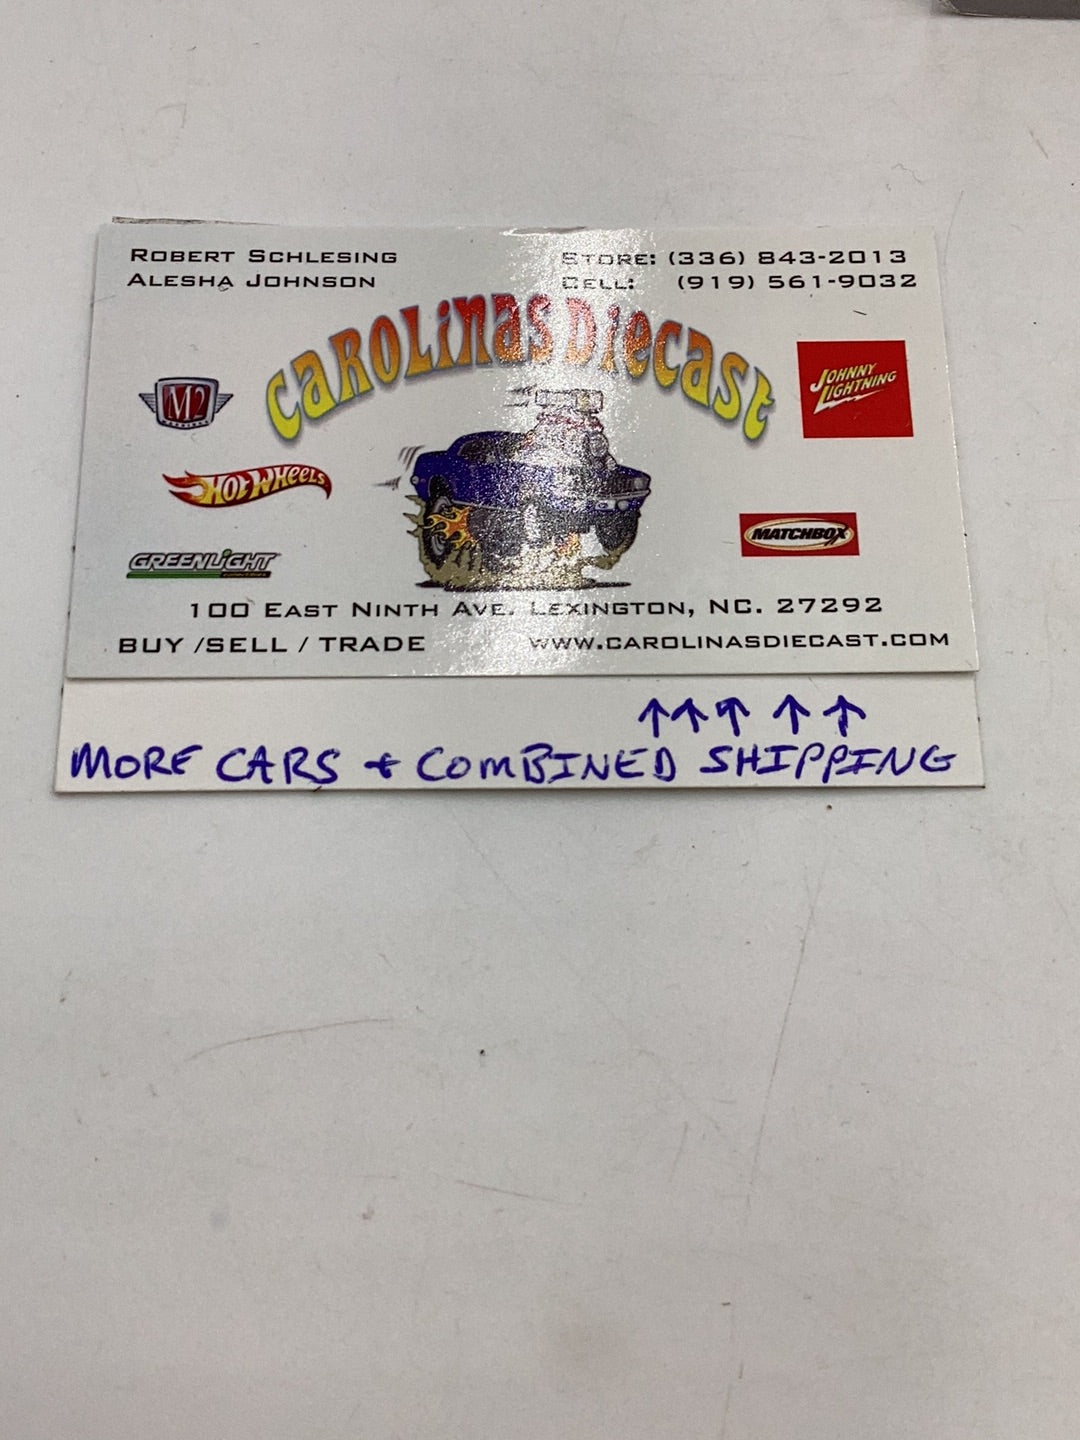 ROBERT SCHLESING
ALESHA JOHNSON
STORE: (336) 843-2013
CELL: (919) 561-9032
CAROLINAS DIECAST
M2
JOHNNY LIGHTNING
HOT WHEELS
GREENLIGHT
MATCHBOX
100 EAST NINTH AVE. LEXINGTON, NC. 27292
BUY /SELL / TRADE
WWW.CAROLINASDIECAST.COM
↑↑↑ ↑ ↑
MORE CARS + COMBINED SHIPPING